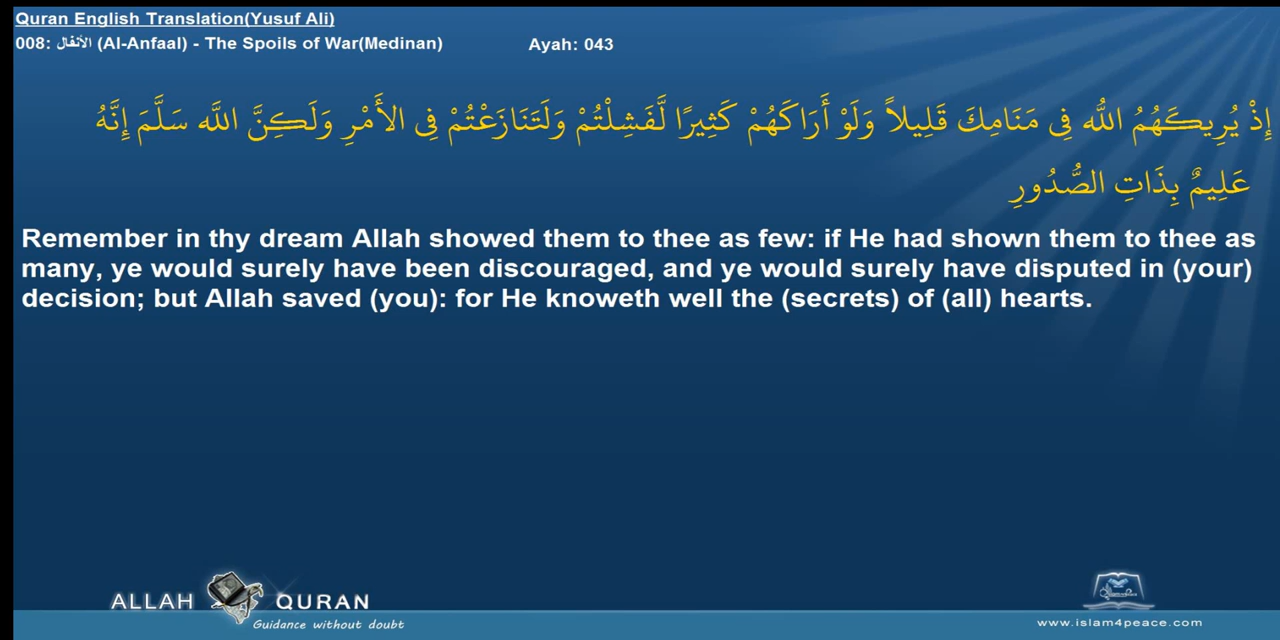 Quran English Translation(Yusuf Ali)
008: الأنفال (Al-Anfaal) - The Spoils of War(Medinan) Ayah: 043
إِذْ يُرِيكَهُمُ اللّهُ فِي مَنَامِكَ قَلِيلاً وَلَوْ أَرَاكَهُمْ كَثِيرًا لَّفَشِلْتُمْ وَلَتَنَازَعْتُمْ فِي الأَمْرِ وَلَكِنَّ اللّهَ سَلَّمَ إِنَّهُ
عَلِيمٌ بِذَاتِ الصُّدُورِ
Remember in thy dream Allah showed them to thee as few: if He had shown them to thee as
many, ye would surely have been discouraged, and ye would surely have disputed in (your)
decision; but Allah saved (you): for He knoweth well the (secrets) of (all) hearts.
ALLAH QURAN
Guidance without doubt
www.islam4peace.com